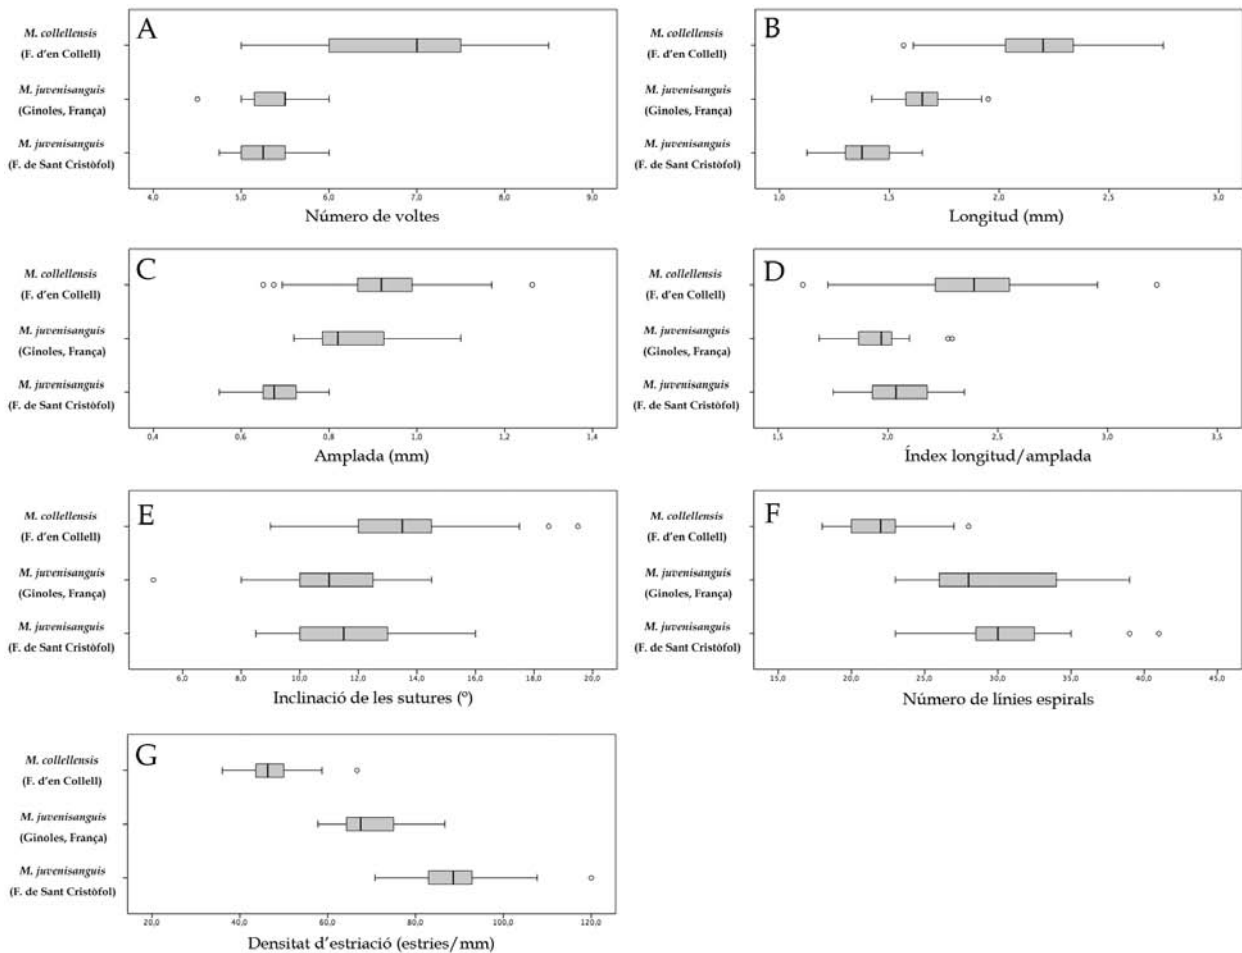 A
M. collellensis
(F. d'en Collell)
M. juvenisanguis
(Ginoles, França)
M. juvenisanguis
(F. de Sant Cristòfol)
4,0 5,0 6,0 7,0 8,0 9,0
Número de voltes
B
M. collellensis
(F. d'en Collell)
M. juvenisanguis
(Ginoles, França)
M. juvenisanguis
(F. de Sant Cristòfol)
1,0 1,5 2,0 2,5 3,0
Longitud (mm)
C
M. collellensis
(F. d'en Collell)
M. juvenisanguis
(Ginoles, França)
M. juvenisanguis
(F. de Sant Cristòfol)
0,4 0,6 0,8 1,0 1,2 1,4
Amplada (mm)
D
M. collellensis
(F. d'en Collell)
M. juvenisanguis
(Ginoles, França)
M. juvenisanguis
(F. de Sant Cristòfol)
1,5 2,0 2,5 3,0 3,5
Índex longitud/amplada
E
M. collellensis
(F. d'en Collell)
M. juvenisanguis
(Ginoles, França)
M. juvenisanguis
(F. de Sant Cristòfol)
6,0 8,0 10,0 12,0 14,0 16,0 18,0 20,0
Inclinació de les sutures (º)
F
M. collellensis
(F. d'en Collell)
M. juvenisanguis
(Ginoles, França)
M. juvenisanguis
(F. de Sant Cristòfol)
15,0 20,0 25,0 30,0 35,0 40,0 45,0
Número de línies espirals
G
M. collellensis
(F. d'en Collell)
M. juvenisanguis
(Ginoles, França)
M. juvenisanguis
(F. de Sant Cristòfol)
20,0 40,0 60,0 80,0 100,0 120,0
Densitat d'estriació (estries/mm)